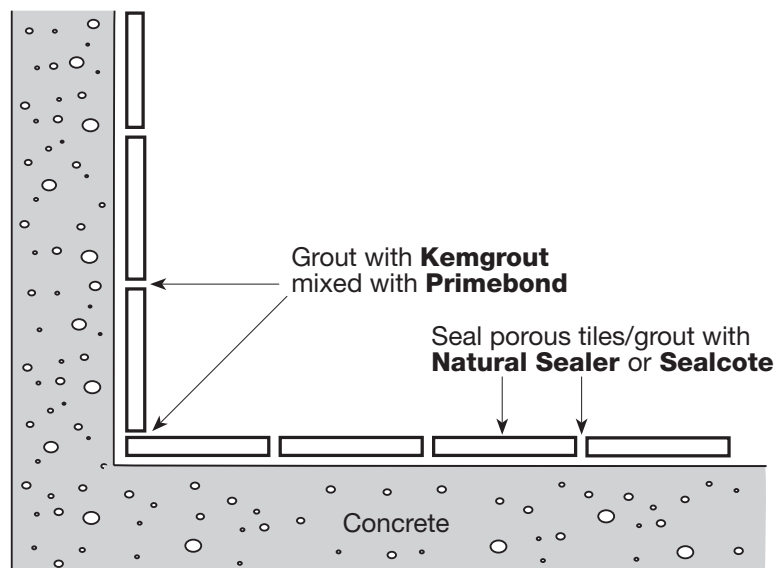 Grout with Kemgrout
mixed with Primebond
Seal porous tiles/grout with
Natural Sealer or Sealcote
Concrete